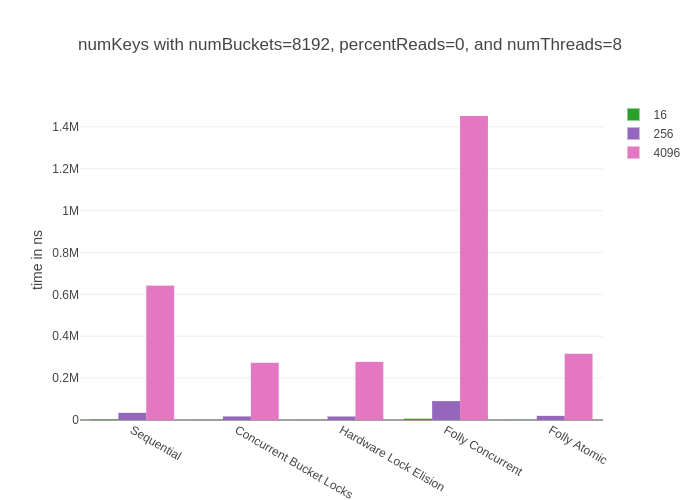 numKeys with numBuckets=8192, percentReads=0, and numThreads=8
16
256
4096
1.4M
1.2M
1M
0.8M
0.6M
0.4M
0.2M
0
time in ns
Sequential
Concurrent Bucket Locks
Hardware Lock Elision
Folly Concurrent
Folly Atomic